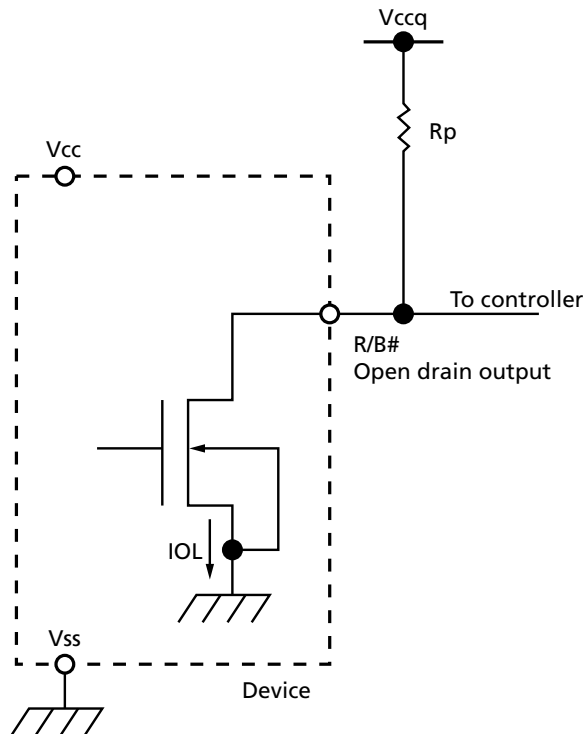 Vccq
Rp
Vcc
To controller
R/B#
Open drain output
IOL
Vss
Device